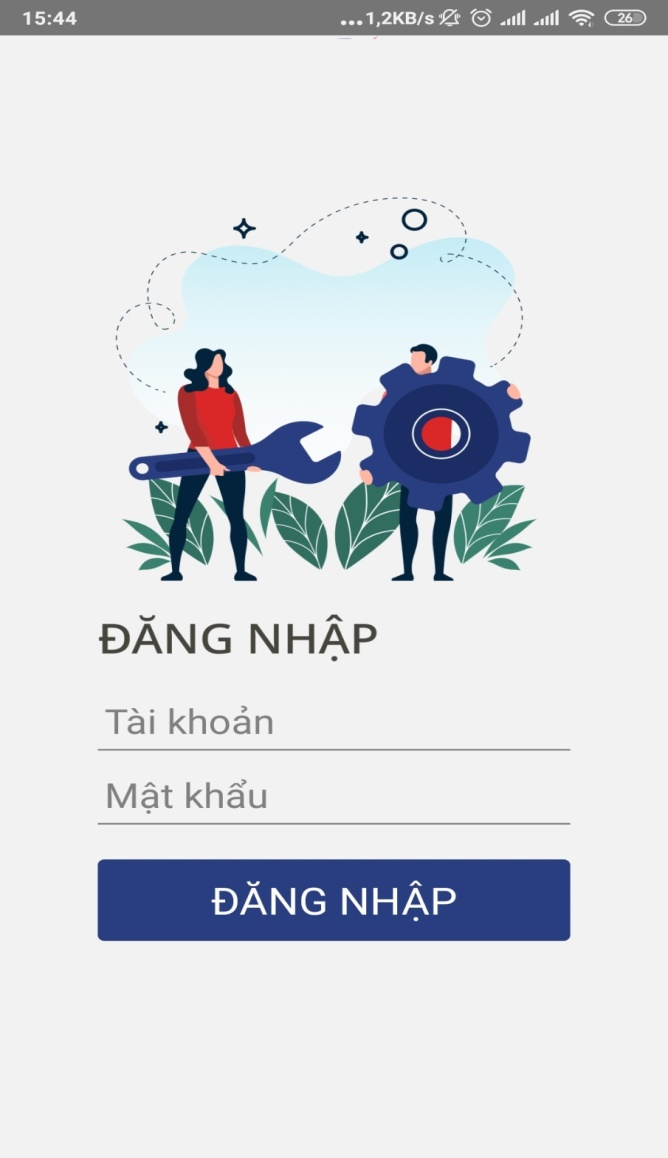 15:44 ...1,2KB/s 26
ĐĂNG NHẬP
Tài khoản
Mật khẩu
ĐĂNG NHẬP